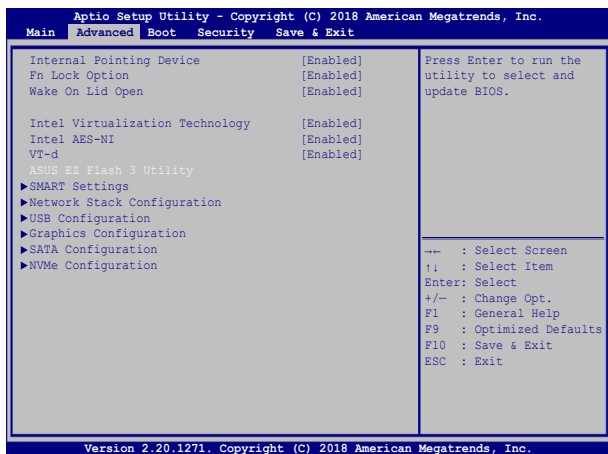 Aptio Setup Utility - Copyright (C) 2018 American Megatrends, Inc.
Main Advanced Boot Security Save & Exit
Internal Pointing Device [Enabled]
Fn Lock Option [Enabled]
Wake On Lid Open [Enabled]
Intel Virtualization Technology [Enabled]
Intel AES-NI [Enabled]
VT-d [Enabled]
ASUS EZ Flash 3 Utility
▶SMART Settings
▶Network Stack Configuration
▶USB Configuration
▶Graphics Configuration
▶SATA Configuration
▶NVMe Configuration
Press Enter to run the
utility to select and
update BIOS.
→← : Select Screen
↑↓ : Select Item
Enter: Select
+/— : Change Opt.
F1 : General Help
F9 : Optimized Defaults
F10 : Save & Exit
ESC : Exit
Version 2.20.1271. Copyright (C) 2018 American Megatrends, Inc.